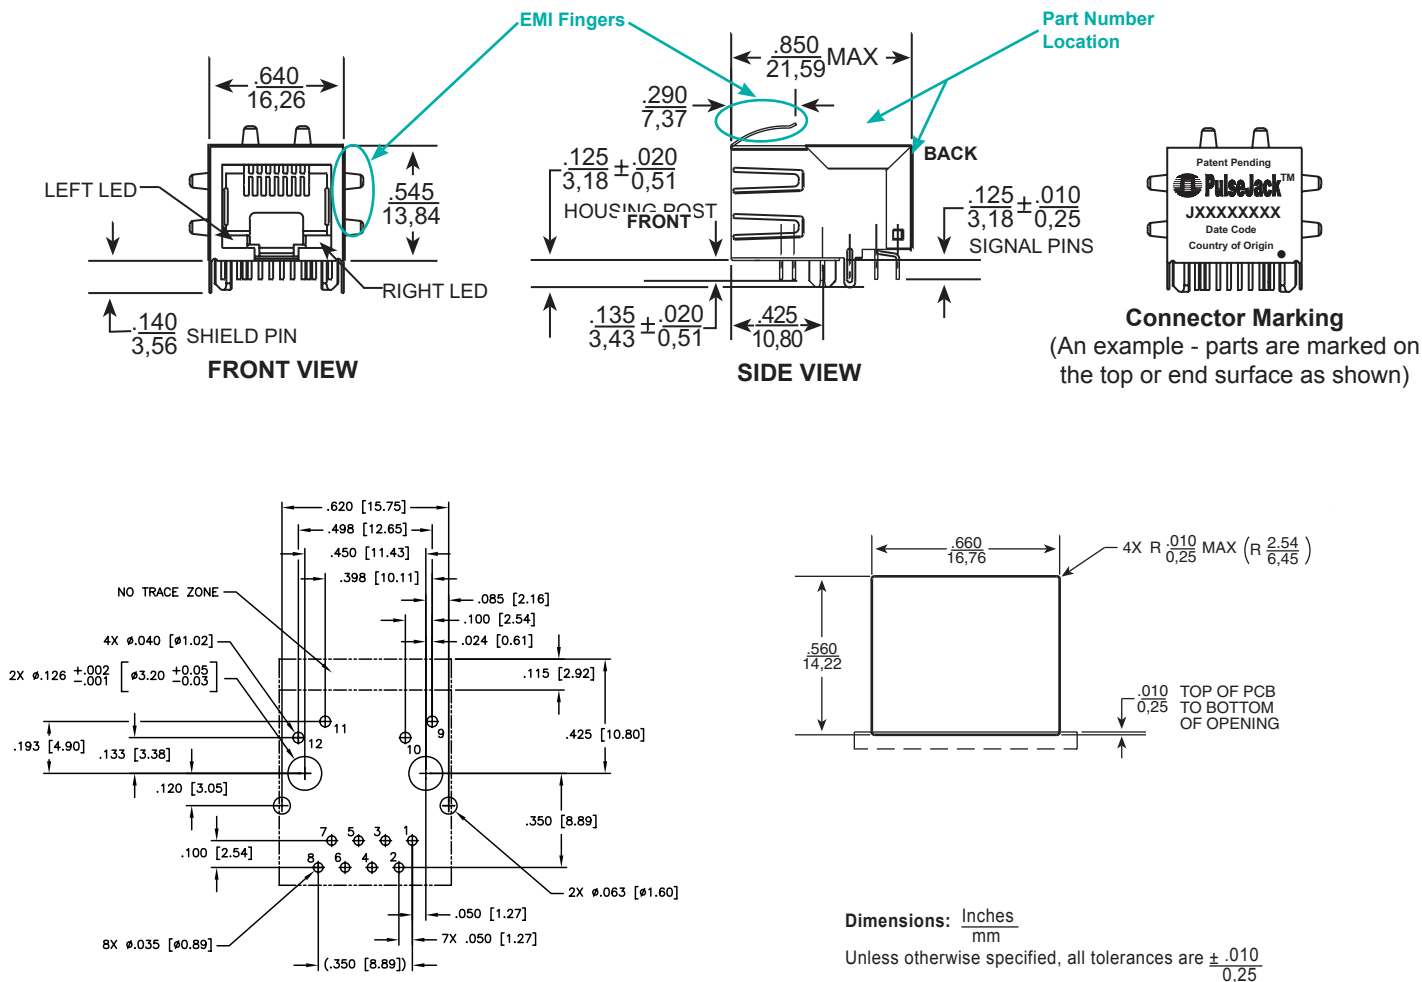 EMI Fingers
Part Number
Location
.640
16,26
.850
21,59 MAX
.290
7,37
BACK
LEFT LED
.545
13,84
.125 ± .020
3,18 0,51
HOUSING POST
FRONT
.125 ± .010
3,18 0,25
SIGNAL PINS
RIGHT LED
.140
3,56 SHIELD PIN
FRONT VIEW
.135 ± .020
3,43 0,51
.425
10,80
SIDE VIEW
Patent Pending
PulseJack™
JXXXXXXXX
Date Code
Country of Origin
Connector Marking
(An example - parts are marked on
the top or end surface as shown)
.620 [15.75]
.498 [12.65]
.450 [11.43]
.398 [10.11]
NO TRACE ZONE
.085 [2.16]
.100 [2.54]
.024 [0.61]
4X ø.040 [ø1.02]
2X ø.126 +.002 -.001 [ø3.20 +0.05 -0.03]
.115 [2.92]
.425 [10.80]
11
9
12
10
.193 [4.90]
.133 [3.38]
.120 [3.05]
.350 [8.89]
7 5 3 1
.100 [2.54]
8 6 4 2
2X ø.063 [ø1.60]
.050 [1.27]
8X ø.035 [ø0.89]
7X .050 [1.27]
(.350 [8.89])
.660
16,76
4X R .010 MAX (R 2.54)
0,25 6,45
.560
14,22
.010
0,25
TOP OF PCB
TO BOTTOM
OF OPENING
Dimensions: Inches
mm
Unless otherwise specified, all tolerances are ± .010
0,25